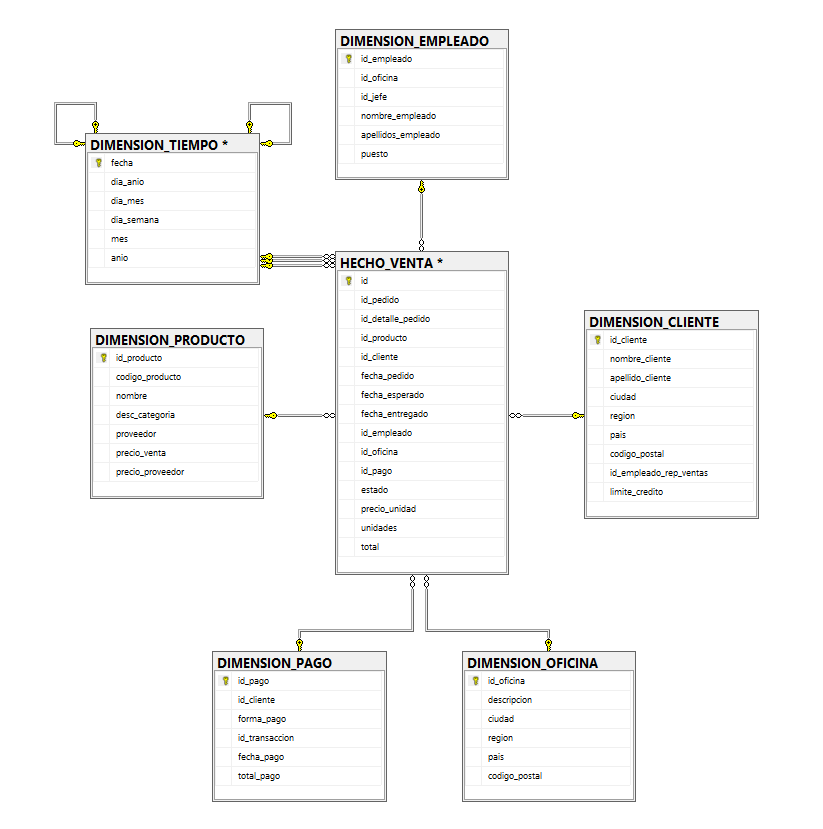 DIMENSION_EMPLEADO
id_empleado
id_oficina
id_jefe
nombre_empleado
apellidos_empleado
puesto
DIMENSION_TIEMPO *
fecha
dia_anio
dia_mes
dia_semana
mes
anio
HECHO_VENTA *
id
id_pedido
id_detalle_pedido
id_producto
id_cliente
fecha_pedido
fecha_esperado
fecha_entregado
id_empleado
id_oficina
id_pago
estado
precio_unidad
unidades
total
DIMENSION_PRODUCTO
id_producto
codigo_producto
nombre
desc_categoria
proveedor
precio_venta
precio_proveedor
DIMENSION_CLIENTE
id_cliente
nombre_cliente
apellido_cliente
ciudad
region
pais
codigo_postal
id_empleado_rep_ventas
limite_credito
DIMENSION_PAGO
id_pago
id_cliente
forma_pago
id_transaccion
fecha_pago
total_pago
DIMENSION_OFICINA
id_oficina
descripcion
ciudad
region
pais
codigo_postal